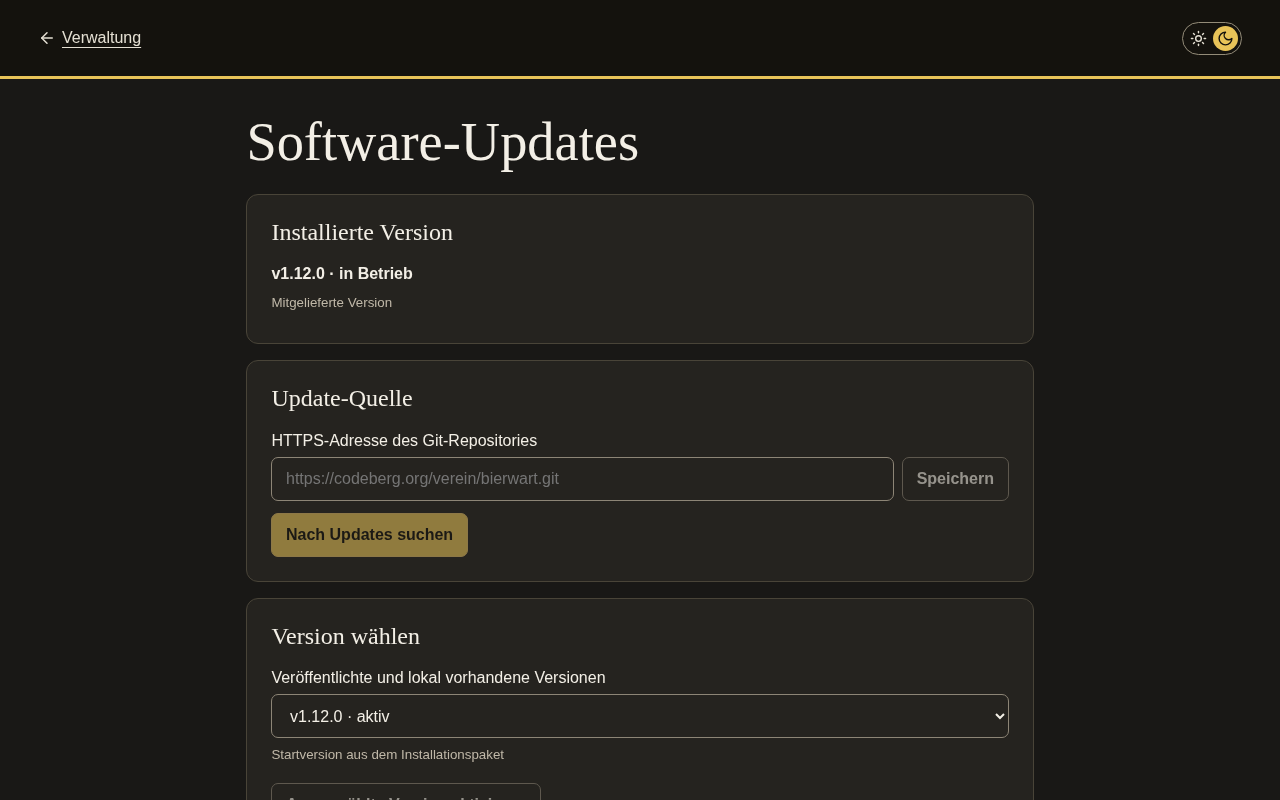 Verwaltung
Software-Updates
Installierte Version
v1.12.0 · in Betrieb
Mitgelieferte Version
Update-Quelle
HTTPS-Adresse des Git-Repositories
https://codeberg.org/verein/bierwart.git
Speichern
Nach Updates suchen
Version wählen
Veröffentlichte und lokal vorhandene Versionen
v1.12.0 · aktiv
Startversion aus dem Installationspaket